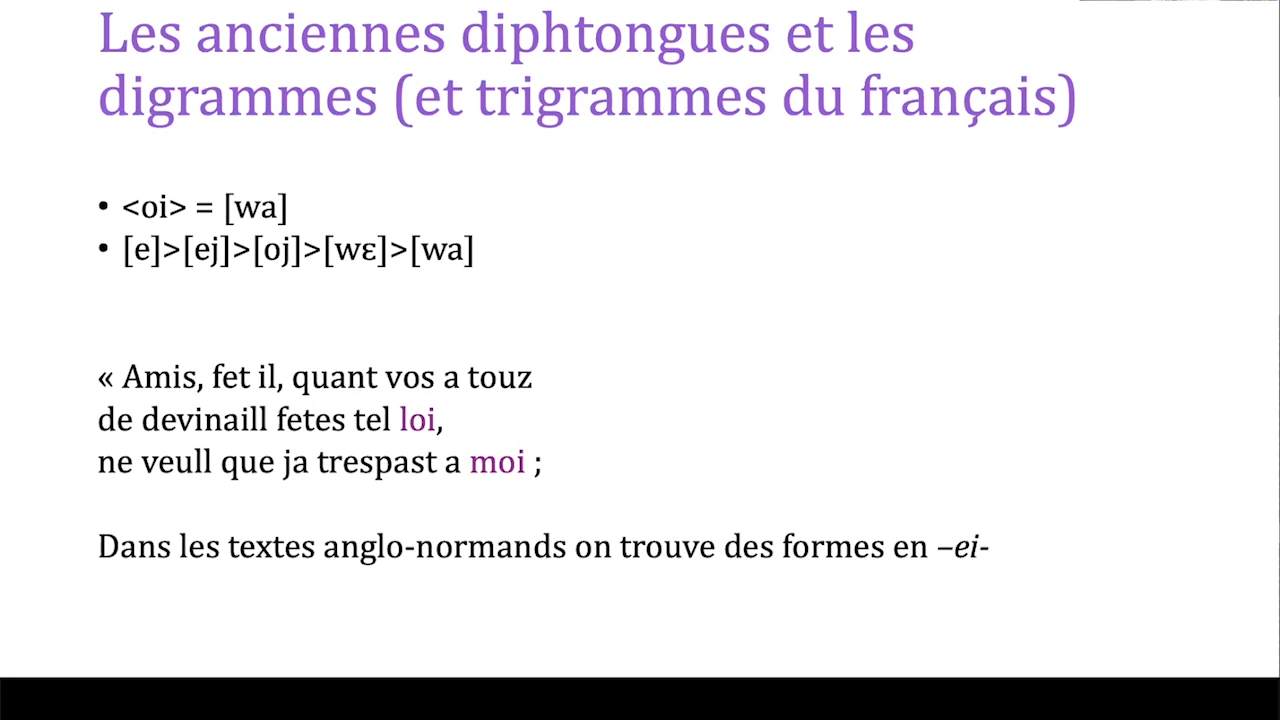 Les anciennes diphtongues et les
digrammes (et trigrammes du français)
• <oi> = [wa]
• [e]>[ej]>[oj]>[wɛ]>[wa]
« Amis, fet il, quant vos a touz
de devinaill fetes tel loi,
ne veull que ja trespast a moi ;
Dans les textes anglo-normands on trouve des formes en –ei-